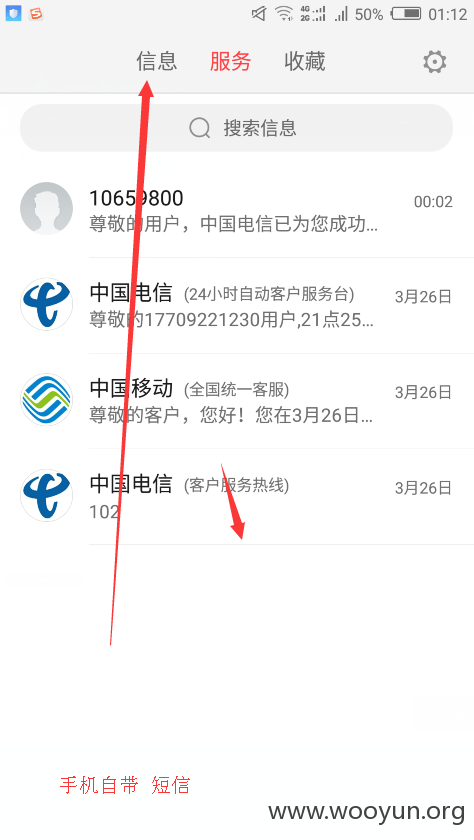 4G 2G 50% 01:12
信息 服务 收藏
搜索信息
10659800 00:02
尊敬的用户，中国电信已为您成功...
中国电信 (24小时自动客户服务台) 3月26日
尊敬的17709221230用户,21点25...
中国移动 (全国统一客服) 3月26日
尊敬的客户，您好！您在3月26日...
中国电信 (客户服务热线) 3月26日
102
手机自带 短信
www.wooyun.org